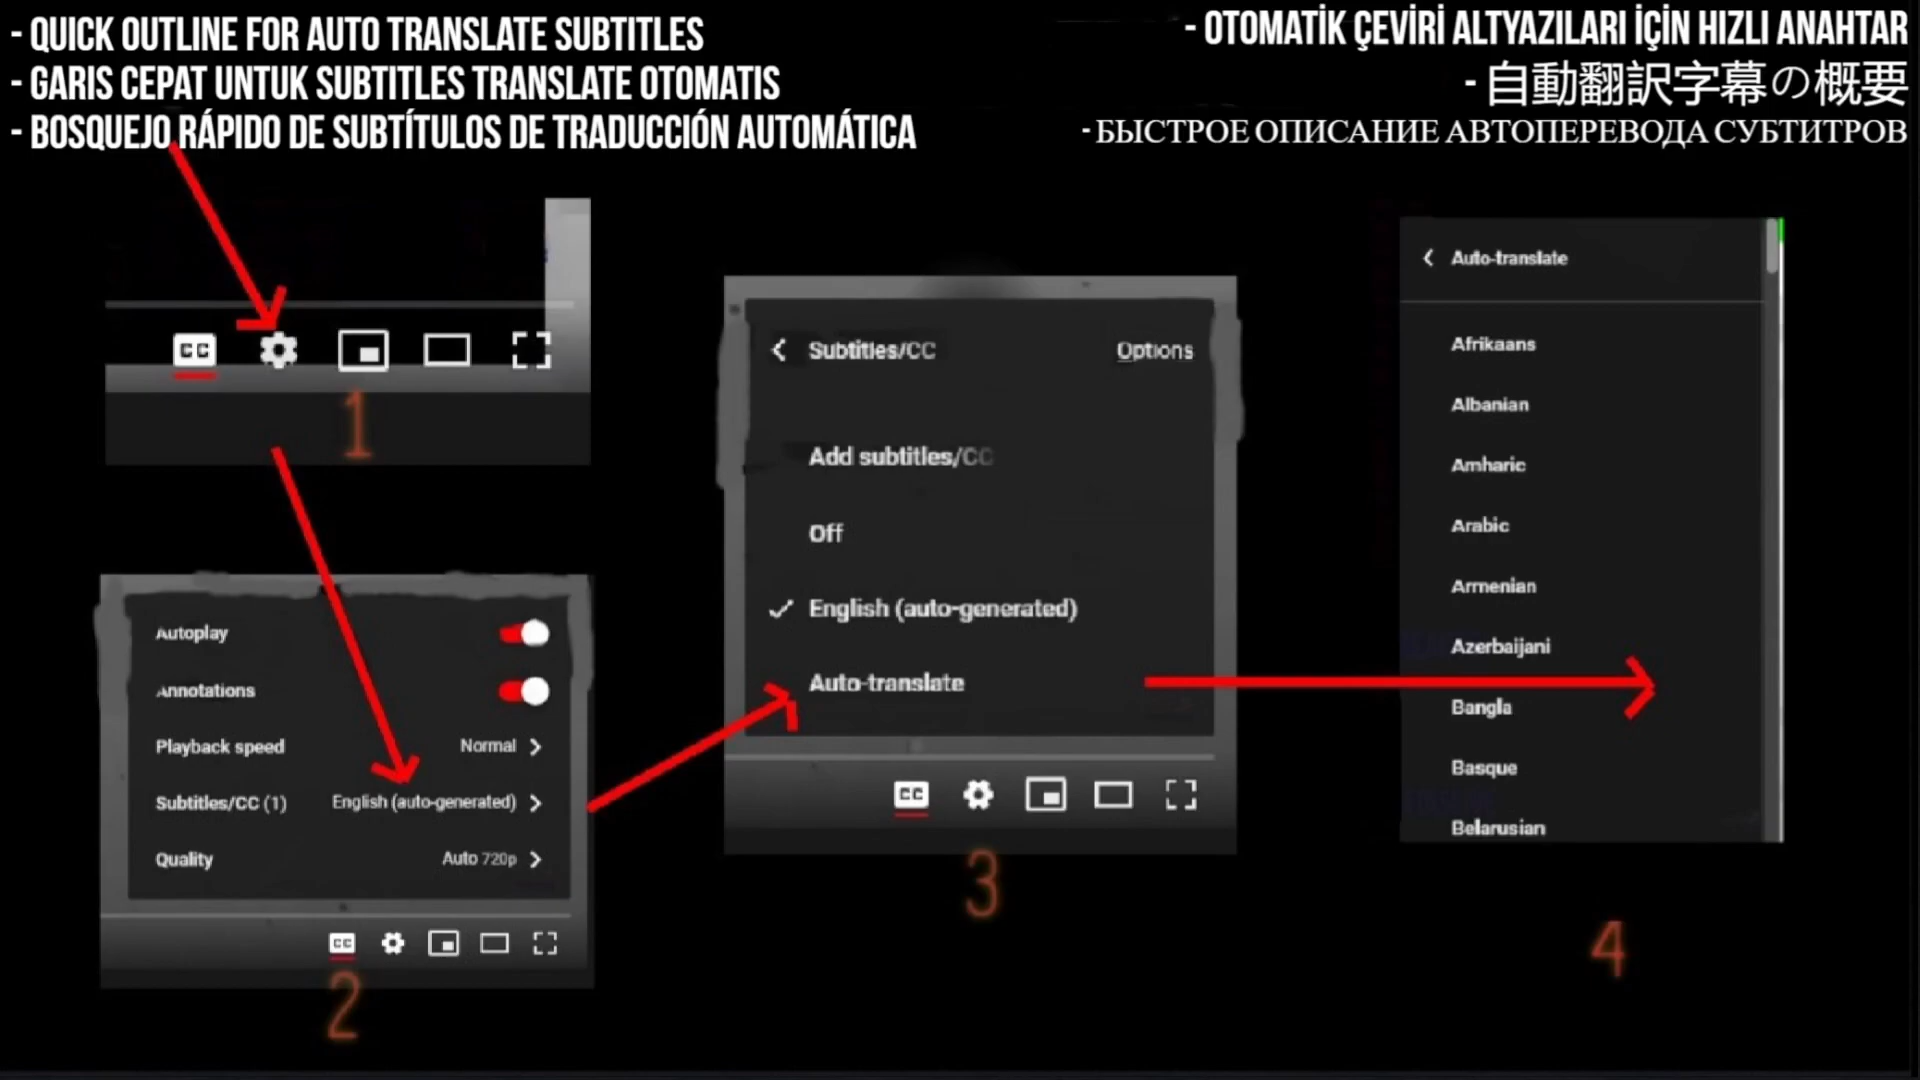 - QUICK OUTLINE FOR AUTO TRANSLATE SUBTITLES
- GARIS CEPAT UNTUK SUBTITLES TRANSLATE OTOMATIS
- BOSQUEJO RÁPIDO DE SUBTÍTULOS DE TRADUCCIÓN AUTOMÁTICA
- OTOMATİK ÇEVİRİ ALTYAZILARI İÇİN HIZLI ANAHTAR
- 自動翻訳字幕の概要
- БЫСТРОЕ ОПИСАНИЕ АВТОПЕРЕВОДА СУБТИТРОВ
CC
1
Autoplay
Annotations
Playback speed Normal
Subtitles/CC (1) English (auto-generated)
Quality Auto 720p
CC
2
Subtitles/CC Options
Add subtitles/CC
Off
English (auto-generated)
Auto-translate
CC
3
Auto-translate
Afrikaans
Albanian
Amharic
Arabic
Armenian
Azerbaijani
Bangla
Basque
Belarusian
4